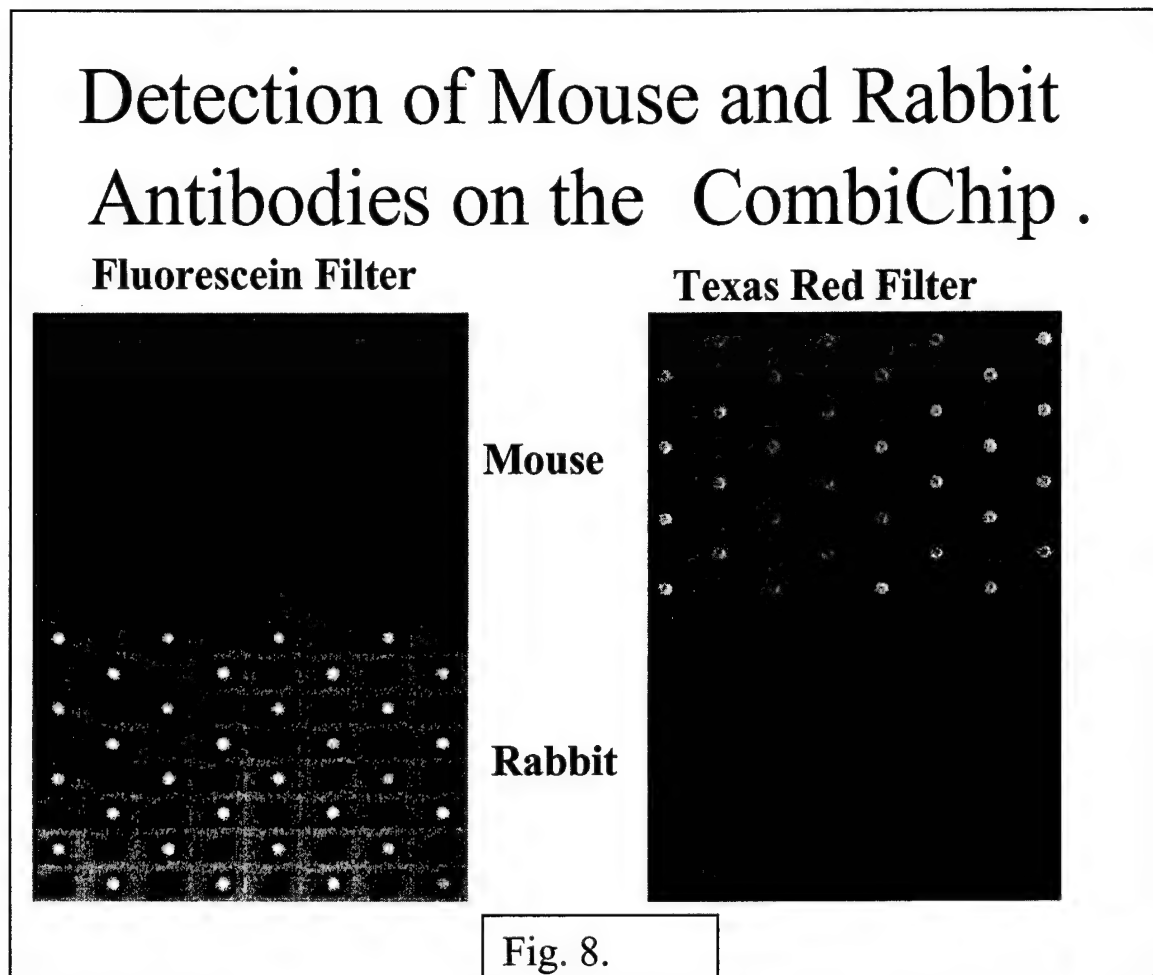 Detection of Mouse and Rabbit
Antibodies on the CombiChip .
Fluorescein Filter
Texas Red Filter
Mouse
Rabbit
Fig. 8.